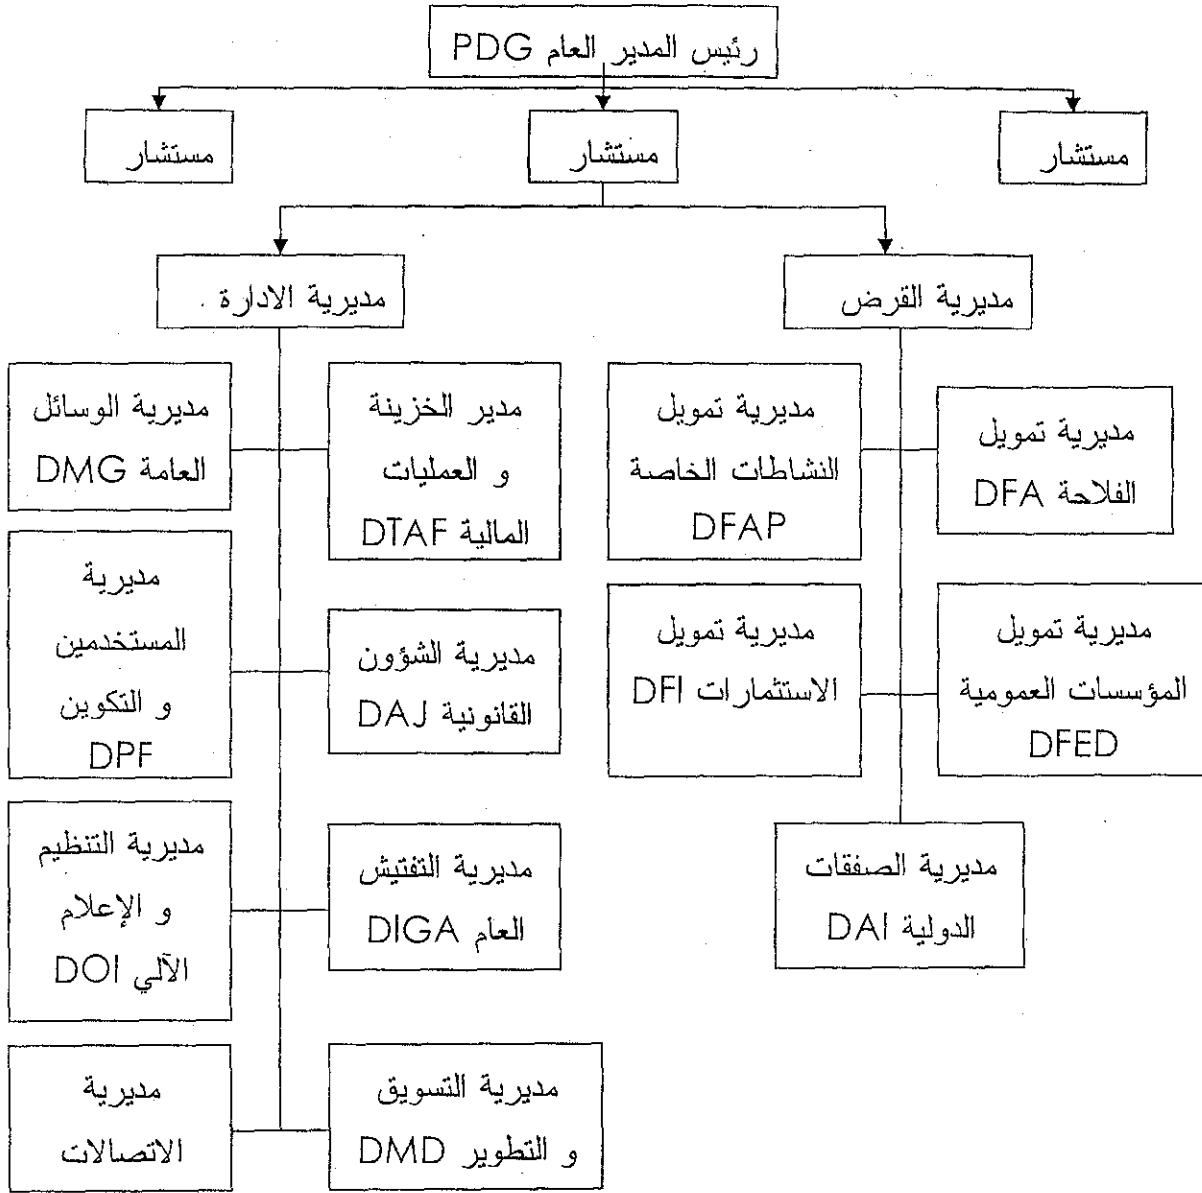 رئيس المدير العام PDG
مستشار
مستشار
مستشار
مديرية القرض
مديرية الادارة .
مديرية تمويل
الفلاحة DFA
مديرية تمويل
النشاطات الخاصة
DFAP
مديرية تمويل
المؤسسات العمومية
DFED
مديرية تمويل
الاستثمارات DFI
مديرية الصفقات
الدولية DAI
مدير الخزينة
و العمليات
المالية DTAF
مديرية الوسائل
العامة DMG
مديرية الشؤون
القانونية DAJ
مديرية
المستخدمين
و التكوين
DPF
مديرية التفتيش
العام DIGA
مديرية التنظيم
و الإعلام
الآلي DOI
مديرية التسويق
و التطوير DMD
مديرية
الاتصالات